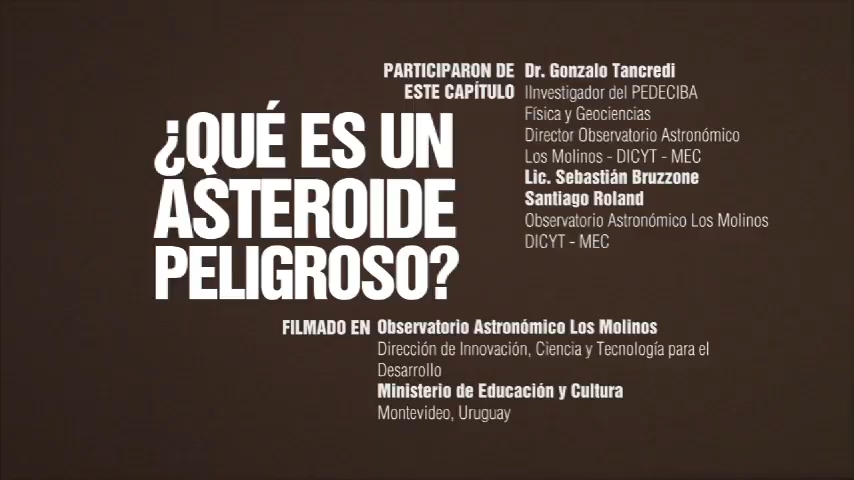 ¿QUÉ ES UN
ASTEROIDE
PELIGROSO?
PARTICIPARON DE
ESTE CAPÍTULO
Dr. Gonzalo Tancredi
IInvestigador del PEDECIBA
Física y Geociencias
Director Observatorio Astronómico
Los Molinos - DICYT - MEC
Lic. Sebastián Bruzzone
Santiago Roland
Observatorio Astronómico Los Molinos
DICYT - MEC
FILMADO EN Observatorio Astronómico Los Molinos
Dirección de Innovación, Ciencia y Tecnología para el
Desarrollo
Ministerio de Educación y Cultura
Montevideo, Uruguay